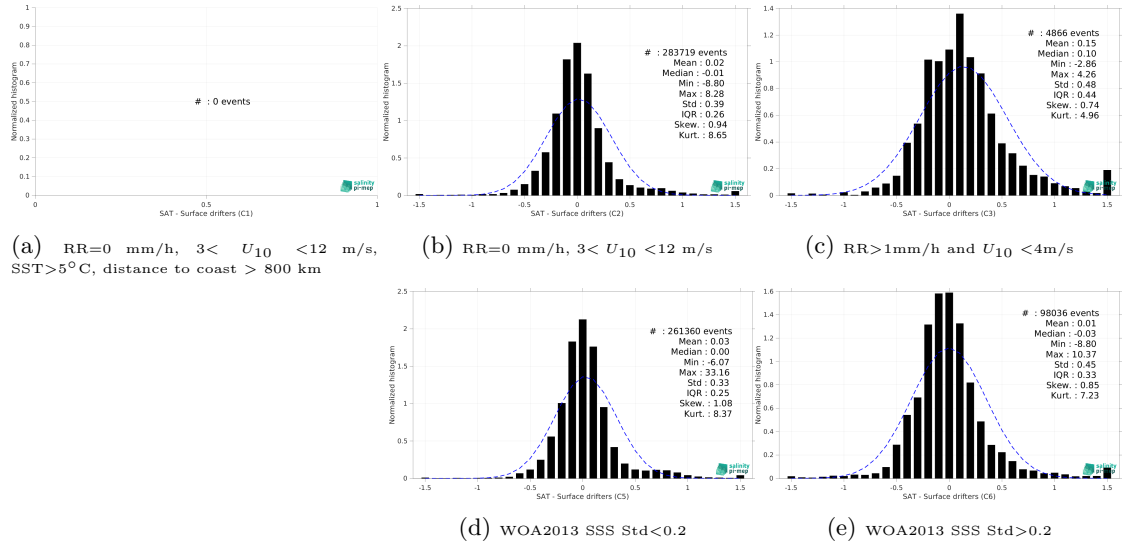 1
0.9
0.8
0.7
0.6
0.5
0.4
0.3
0.2
0.1
0
Normalized histogram
# : 0 events
salinity
pi-mep
0 0.5 1
SAT - Surface drifters (C1)
(a) RR=0 mm/h, 3< U10 <12 m/s,
SST>5°C, distance to coast > 800 km
2.5
2
1.5
1
0.5
0
Normalized histogram
# : 283719 events
Mean : 0.02
Median : -0.01
Min : -8.80
Max : 8.28
Std : 0.39
IQR : 0.26
Skew. : 0.94
Kurt. : 8.65
salinity
pi-mep
-1.5 -1 -0.5 0 0.5 1 1.5
SAT - Surface drifters (C2)
(b) RR=0 mm/h, 3< U10 <12 m/s
1.4
1.2
1
0.8
0.6
0.4
0.2
0
Normalized histogram
# : 4866 events
Mean : 0.15
Median : 0.10
Min : -2.86
Max : 4.26
Std : 0.48
IQR : 0.44
Skew. : 0.74
Kurt. : 4.96
salinity
pi-mep
-1.5 -1 -0.5 0 0.5 1 1.5
SAT - Surface drifters (C3)
(c) RR>1mm/h and U10 <4m/s
2.5
2
1.5
1
0.5
0
Normalized histogram
# : 261360 events
Mean : 0.03
Median : 0.00
Min : -6.07
Max : 33.16
Std : 0.33
IQR : 0.25
Skew. : 1.08
Kurt. : 8.37
salinity
pi-mep
-1.5 -1 -0.5 0 0.5 1 1.5
SAT - Surface drifters (C5)
(d) WOA2013 SSS Std<0.2
1.6
1.4
1.2
1
0.8
0.6
0.4
0.2
0
Normalized histogram
# : 98036 events
Mean : 0.01
Median : -0.03
Min : -8.80
Max : 10.37
Std : 0.45
IQR : 0.33
Skew. : 0.85
Kurt. : 7.23
salinity
pi-mep
-1.5 -1 -0.5 0 0.5 1 1.5
SAT - Surface drifters (C6)
(e) WOA2013 SSS Std>0.2